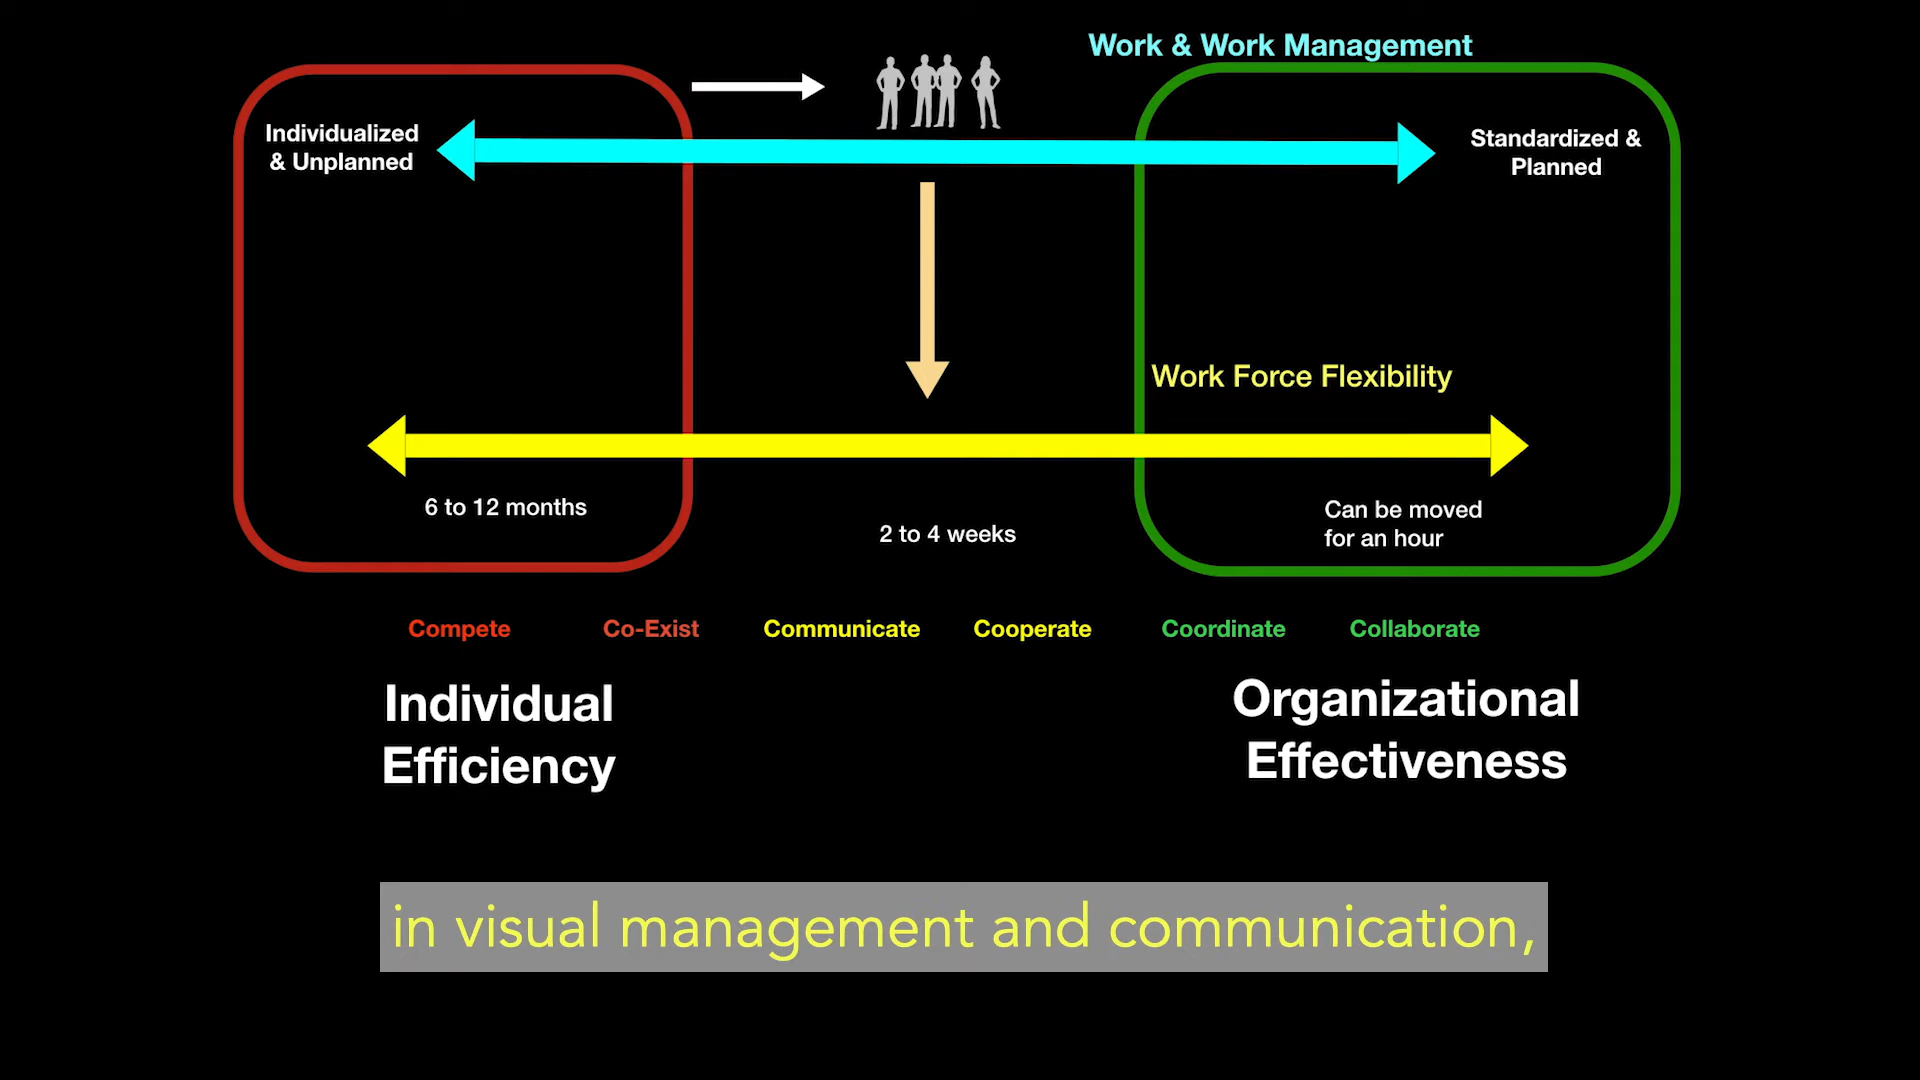 Work & Work Management
Individualized
& Unplanned
Standardized &
Planned
Work Force Flexibility
6 to 12 months
2 to 4 weeks
Can be moved
for an hour
Compete
Co-Exist
Communicate
Cooperate
Coordinate
Collaborate
Individual
Efficiency
Organizational
Effectiveness
in visual management and communication,